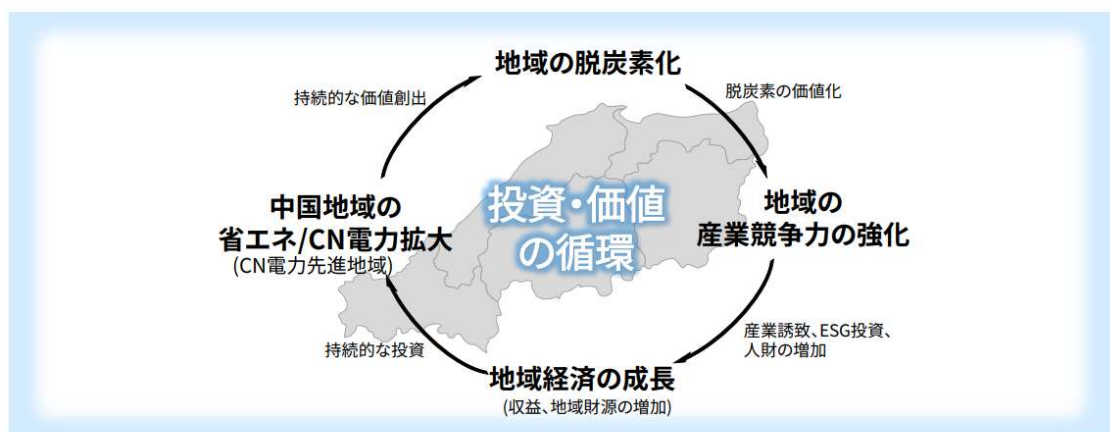 地域の脱炭素化
持続的な価値創出
脱炭素の価値化
中国地域の
省エネ/CN電力拡大
(CN電力先進地域)
投資・価値
の循環
地域の
産業競争力の強化
持続的な投資
産業誘致、ESG投資、
人財の増加
地域経済の成長
(収益、地域財源の増加)